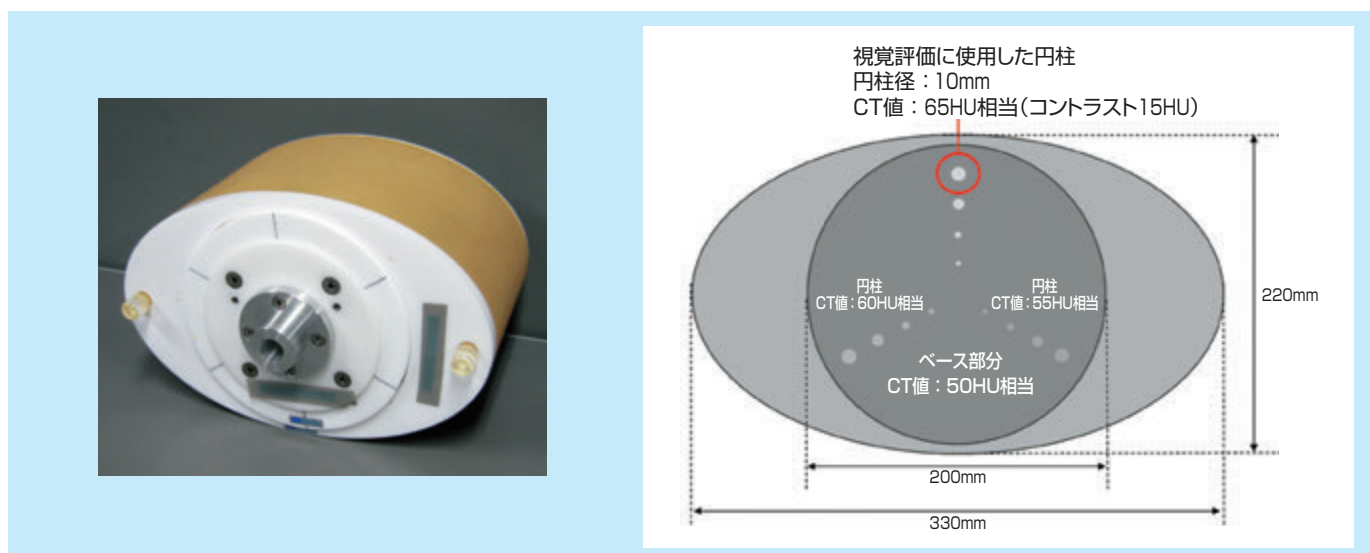 視覚評価に使用した円柱
円柱径：10mm
CT値：65HU相当（コントラスト15HU）
円柱
CT値：60HU相当
円柱
CT値：55HU相当
ベース部分
CT値：50HU相当
220mm
200mm
330mm